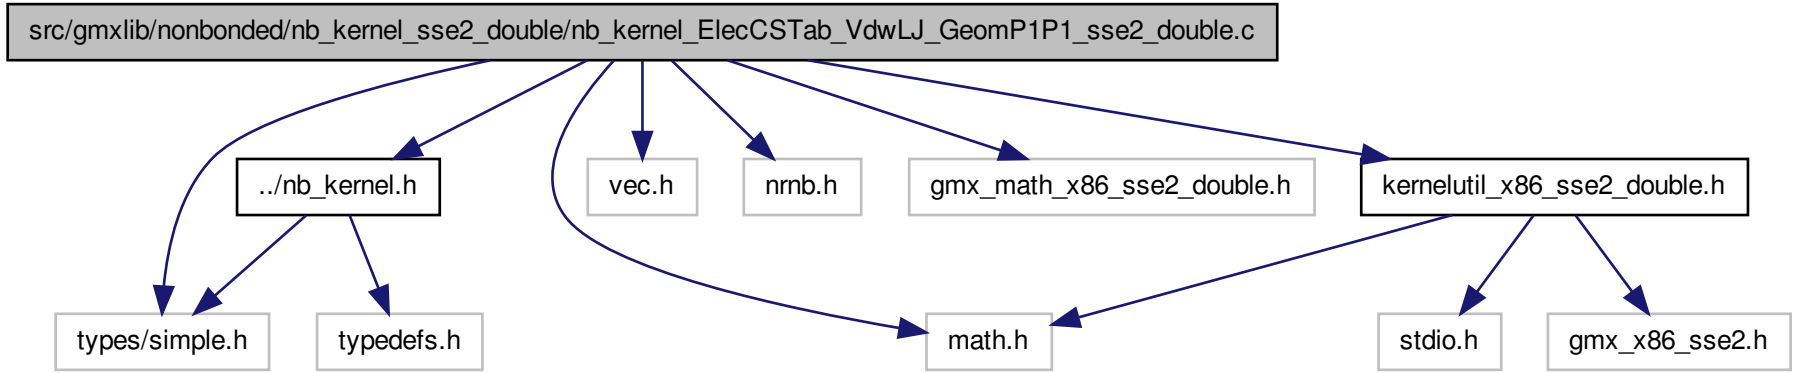 src/gmxlib/nonbonded/nb_kernel_sse2_double/nb_kernel_ElecCSTab_VdwLJ_GeomP1P1_sse2_double.c
../nb_kernel.h
vec.h
nrnb.h
gmx_math_x86_sse2_double.h
kernelutil_x86_sse2_double.h
types/simple.h
typedefs.h
math.h
stdio.h
gmx_x86_sse2.h